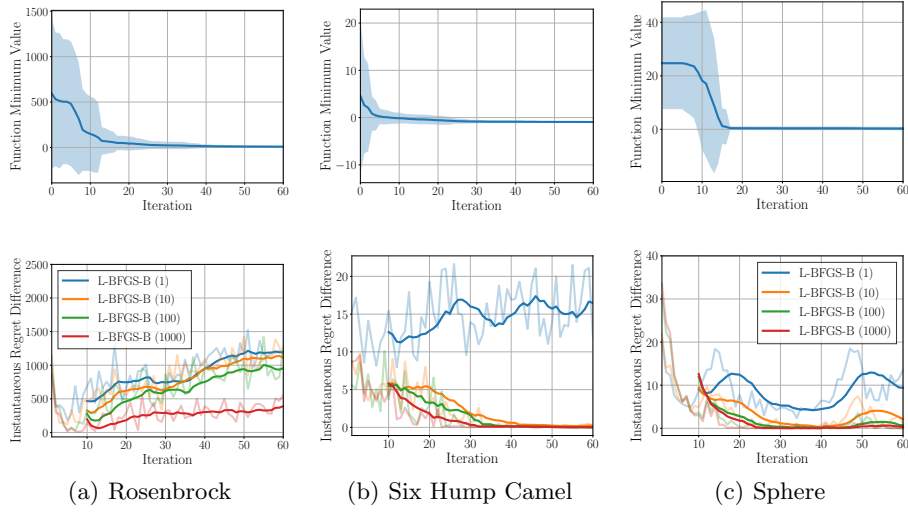 Function Minimum Value
1500
1000
500
0
0 10 20 30 40 50 60
Iteration
Function Minimum Value
20
10
0
−10
0 10 20 30 40 50 60
Iteration
Function Minimum Value
40
20
0
0 10 20 30 40 50 60
Iteration
Instantaneous Regret Difference
2500
2000
1500
1000
500
0
L-BFGS-B (1)
L-BFGS-B (10)
L-BFGS-B (100)
L-BFGS-B (1000)
10 20 30 40 50 60
Iteration
Instantaneous Regret Difference
20
15
10
5
0
10 20 30 40 50 60
Iteration
Instantaneous Regret Difference
40
30
20
10
0
L-BFGS-B (1)
L-BFGS-B (10)
L-BFGS-B (100)
L-BFGS-B (1000)
10 20 30 40 50 60
Iteration
(a) Rosenbrock
(b) Six Hump Camel
(c) Sphere